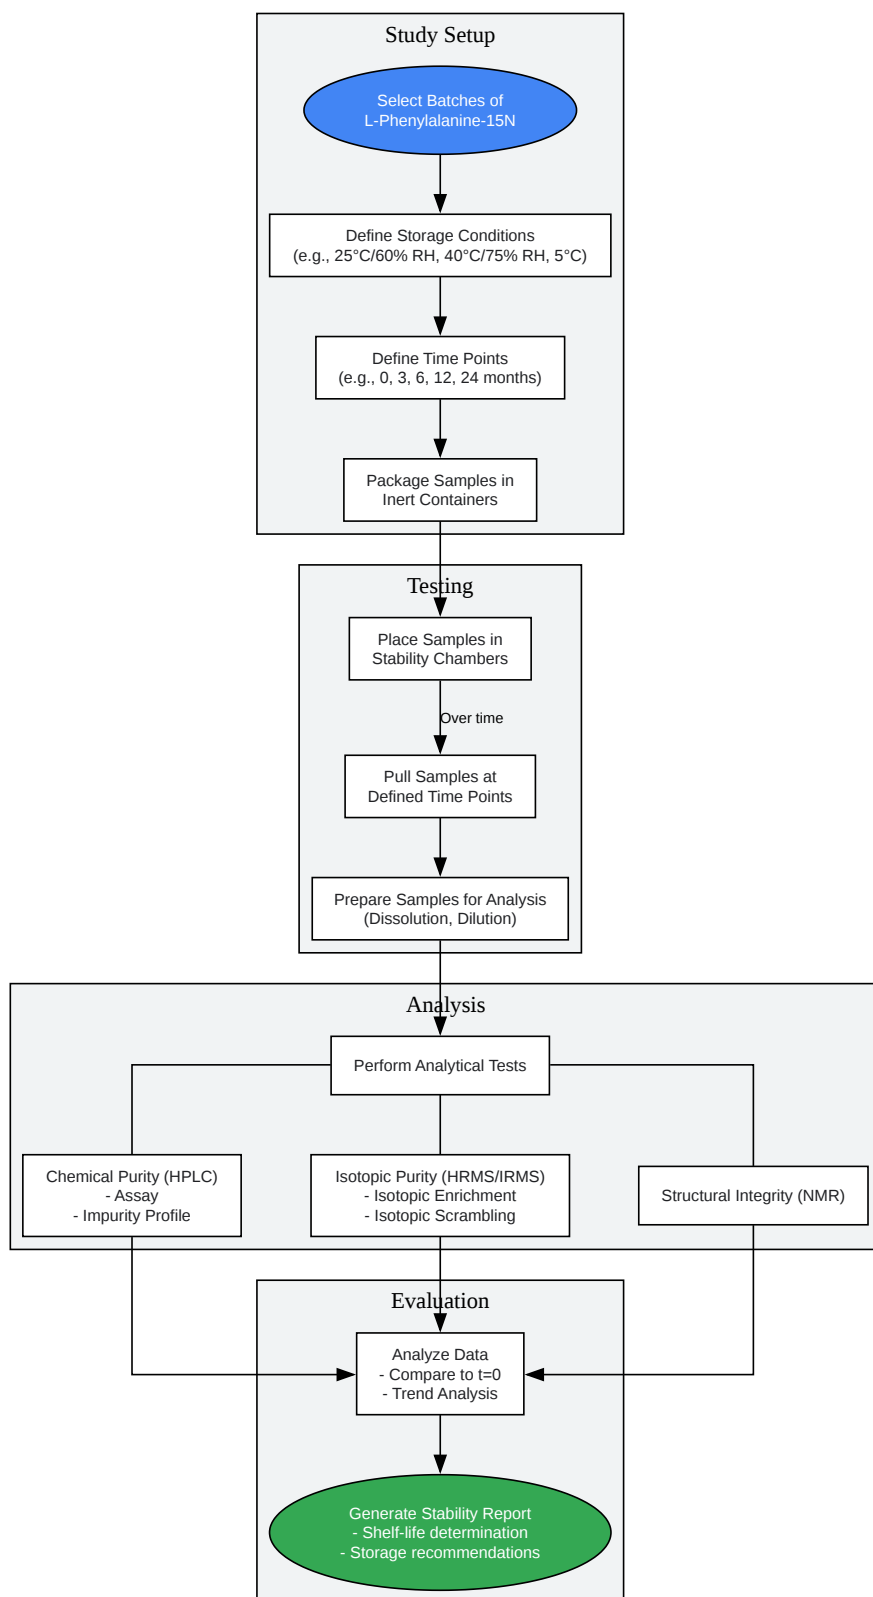 Study Setup
Select Batches of
L-Phenylalanine-15N
Define Storage Conditions
(e.g., 25°C/60% RH, 40°C/75% RH, 5°C)
Define Time Points
(e.g., 0, 3, 6, 12, 24 months)
Package Samples in
Inert Containers
Testing
Place Samples in
Stability Chambers
Over time
Pull Samples at
Defined Time Points
Prepare Samples for Analysis
(Dissolution, Dilution)
Analysis
Perform Analytical Tests
Chemical Purity (HPLC)
- Assay
- Impurity Profile
Isotopic Purity (HRMS/IRMS)
- Isotopic Enrichment
- Isotopic Scrambling
Structural Integrity (NMR)
Evaluation
Analyze Data
- Compare to t=0
- Trend Analysis
Generate Stability Report
- Shelf-life determination
- Storage recommendations